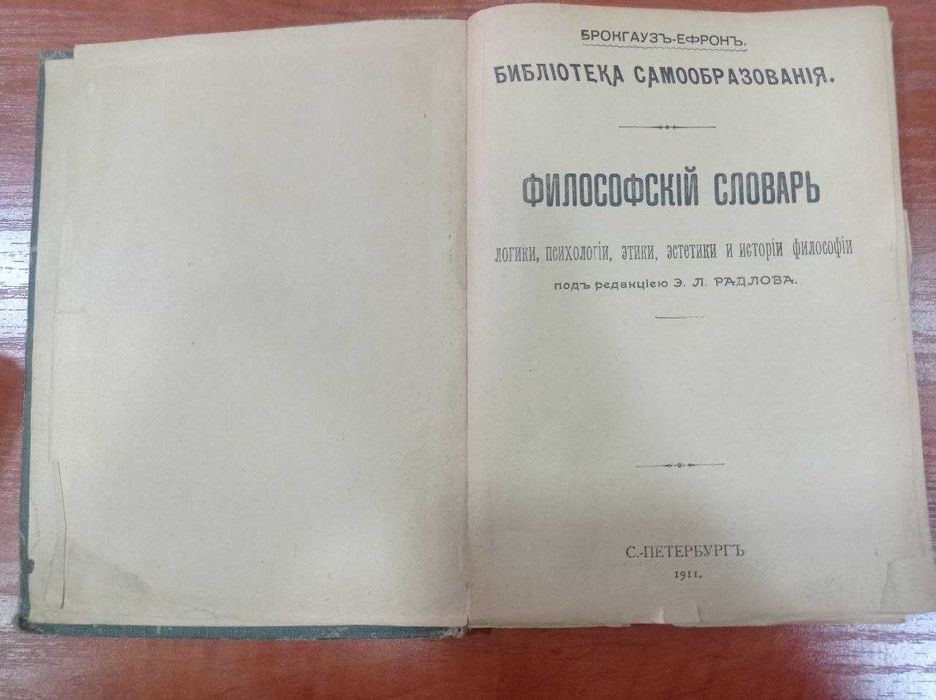 БРОКГАУЗЪ-ЕФРОНЪ.
БИБЛІОТЕКА САМООБРАЗОВАНІЯ.
ФИЛОСОФСКІЙ СЛОВАРЬ
ЛОГИКИ, ПСИХОЛОГІИ, ЭТИКИ, ЭСТЕТИКИ И ИСТОРІИ ФИЛОСОФІИ
подъ редакціею Э. Л. РАДЛОВА.
С.-ПЕТЕРБУРГЪ
1911.